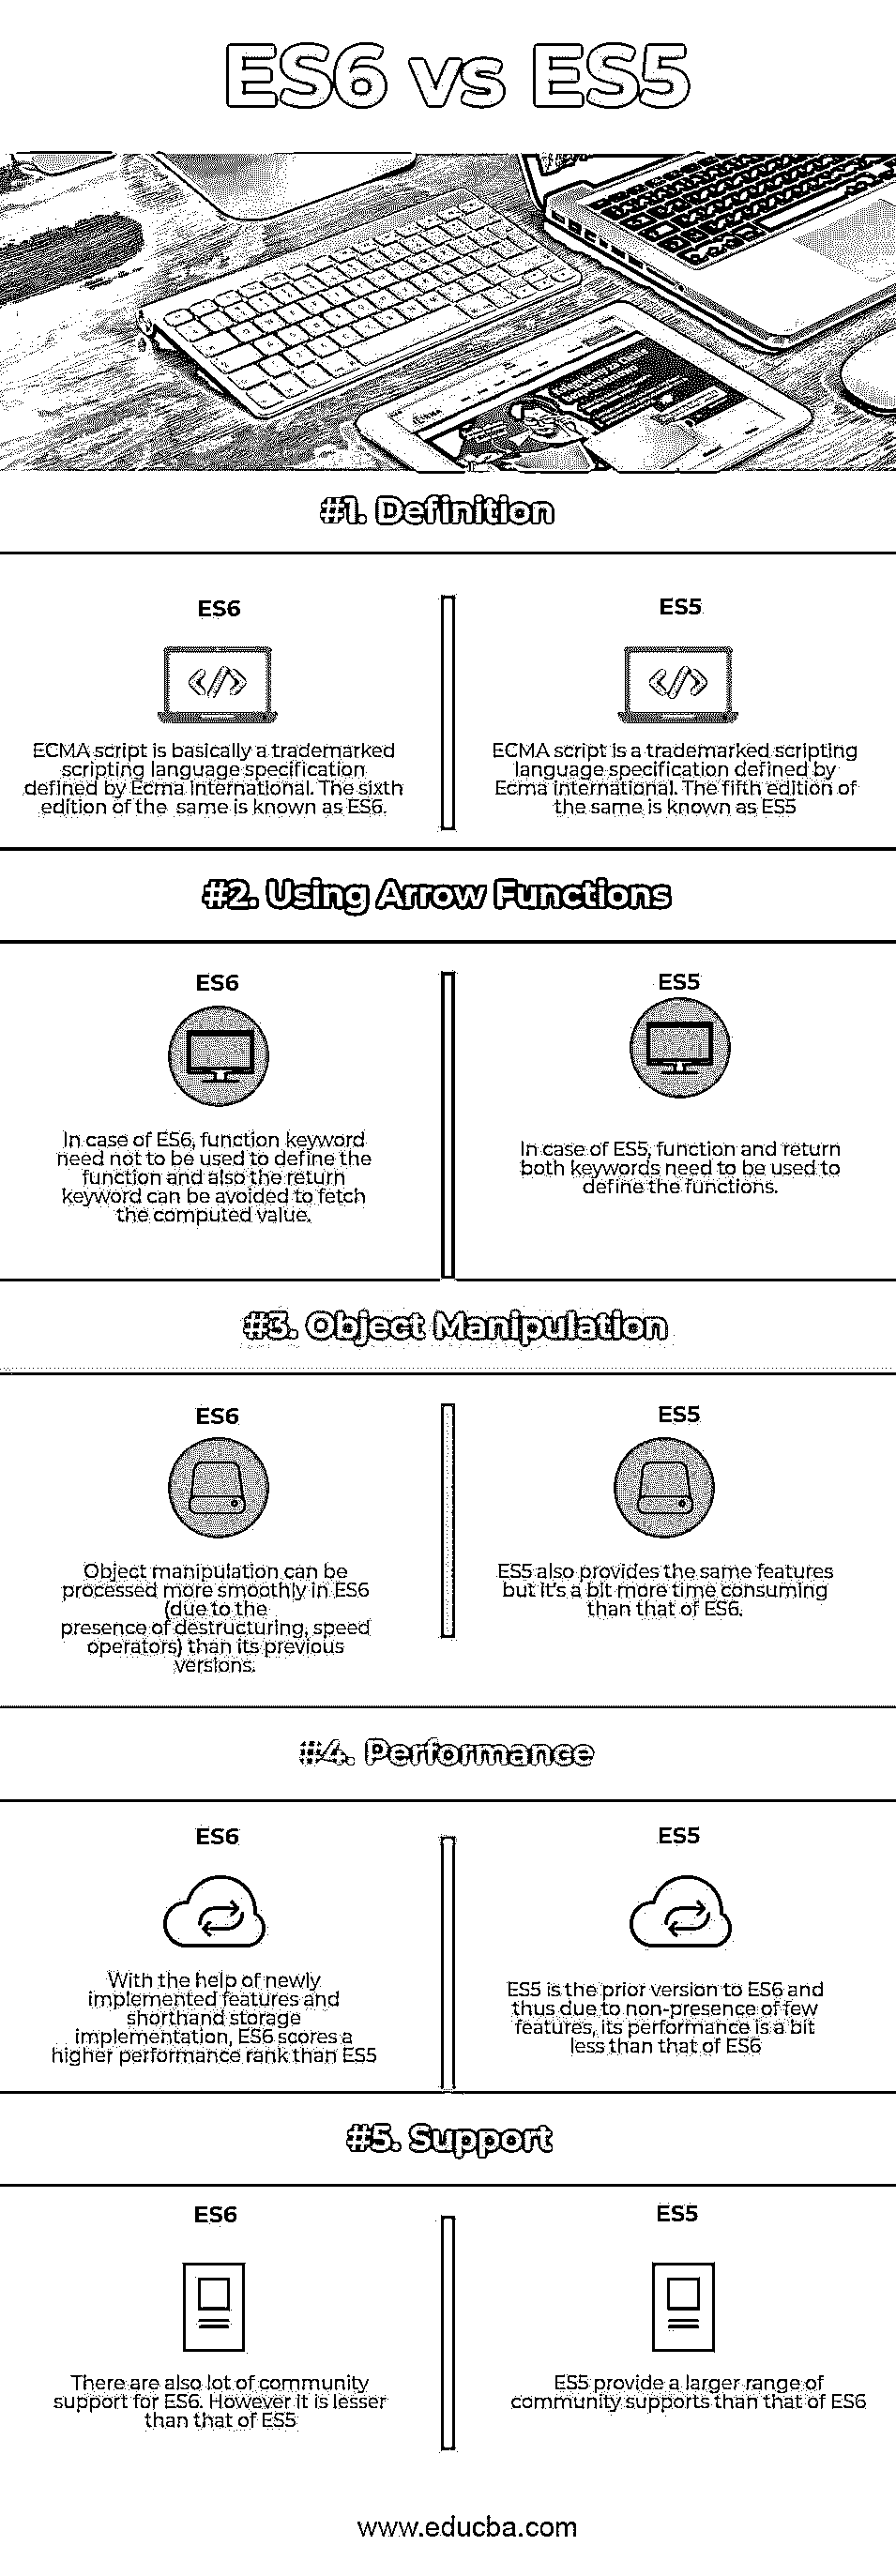 ES6 vs ES5
#1. Definition
ES6
ECMA script is basically a trademarked
scripting language specification
defined by Ecma International. The sixth
edition of the same is known as ES6.
ES5
ECMA script is a trademarked scripting
language specification defined by
Ecma International. The fifth edition of
the same is known as ES5
#2. Using Arrow Functions
ES6
In case of ES6, function keyword
need not to be used to define the
function and also the return
keyword can be avoided to fetch
the computed value.
ES5
In case of ES5, function and return
both keywords need to be used to
define the functions.
#3. Object Manipulation
ES6
Object manipulation can be
processed more smoothly in ES6
(due to the
presence of destructuring, speed
operators) than its previous
versions.
ES5
ES5 also provides the same features
but it's a bit more time consuming
than that of ES6.
#4. Performance
ES6
With the help of newly
implemented features and
shorthand storage
implementation, ES6 scores a
higher performance rank than ES5
ES5
ES5 is the prior version to ES6 and
thus due to non-presence of few
features, its performance is a bit
less than that of ES6
#5. Support
ES6
There are also lot of community
support for ES6. However it is lesser
than that of ES5
ES5
ES5 provide a larger range of
community supports than that of ES6
www.educba.com